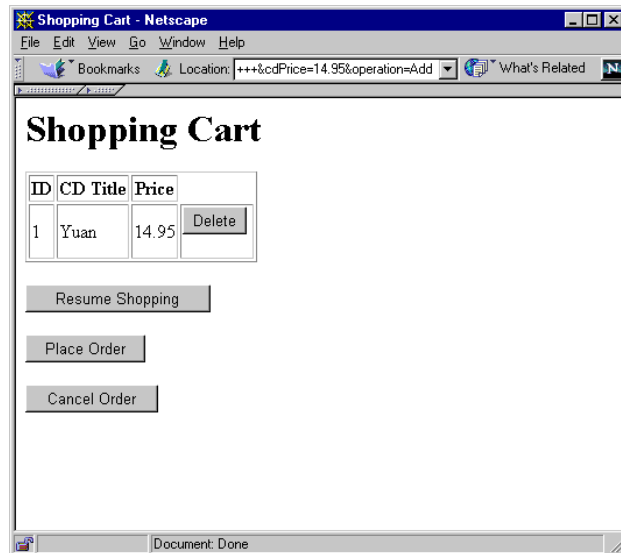 Shopping Cart - Netscape
File Edit View Go Window Help
Bookmarks Location: +++&cdPrice=14.95&operation=Add What's Related N
Shopping Cart
ID CD Title Price
1 Yuan 14.95 Delete
Resume Shopping
Place Order
Cancel Order
Document: Done